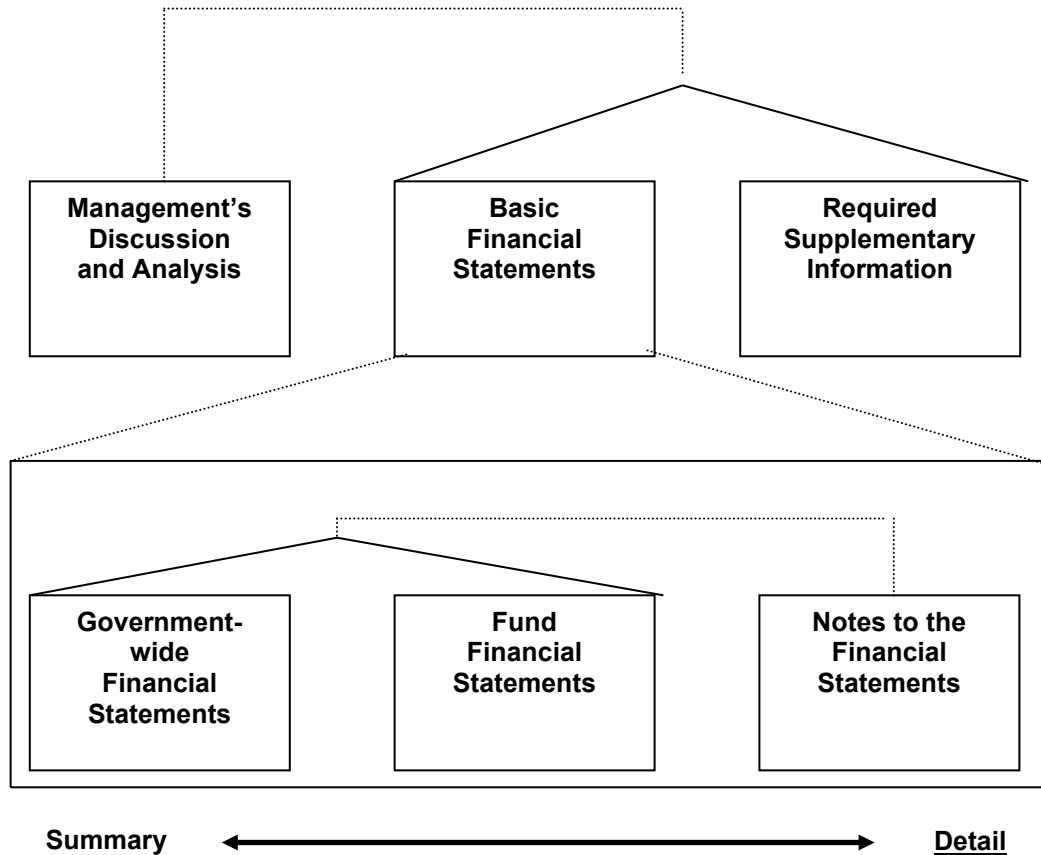 Management’s
Discussion
and Analysis
Basic
Financial
Statements
Required
Supplementary
Information
Government-
wide
Financial
Statements
Fund
Financial
Statements
Notes to the
Financial
Statements
Summary
Detail